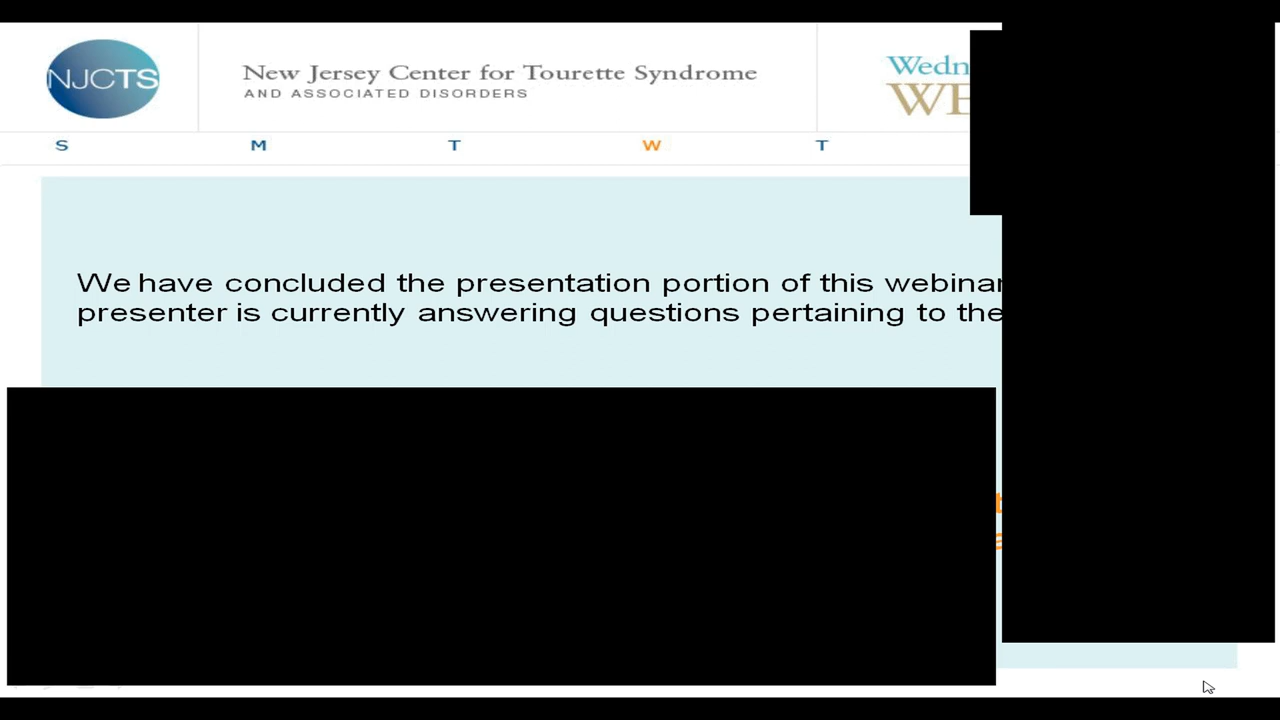 NJCTS
New Jersey Center for Tourette Syndrome
AND ASSOCIATED DISORDERS
S M T W T
We have concluded the presentation portion of this webinar
presenter is currently answering questions pertaining to the